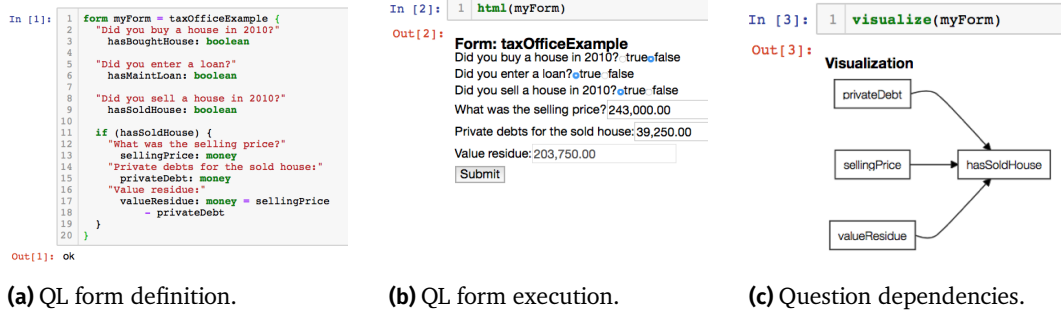 In [1]:
1 form myForm = taxOfficeExample {
2 "Did you buy a house in 2010?"
3 hasBoughtHouse: boolean
4
5 "Did you enter a loan?"
6 hasMaintLoan: boolean
7
8 "Did you sell a house in 2010?"
9 hasSoldHouse: boolean
10
11 if (hasSoldHouse) {
12 "What was the selling price?"
13 sellingPrice: money
14 "Private debts for the sold house:"
15 privateDebt: money
16 "Value residue:"
17 valueResidue: money = sellingPrice
18 - privateDebt
19 }
20 }
Out[1]: ok
(a) QL form definition.
In [2]: 1 html(myForm)
Out[2]:
Form: taxOfficeExample
Did you buy a house in 2010? true false
Did you enter a loan? true false
Did you sell a house in 2010? true false
What was the selling price? 243,000.00
Private debts for the sold house: 39,250.00
Value residue: 203,750.00
Submit
(b) QL form execution.
In [3]: 1 visualize(myForm)
Out[3]:
Visualization
privateDebt
sellingPrice
hasSoldHouse
valueResidue
(c) Question dependencies.